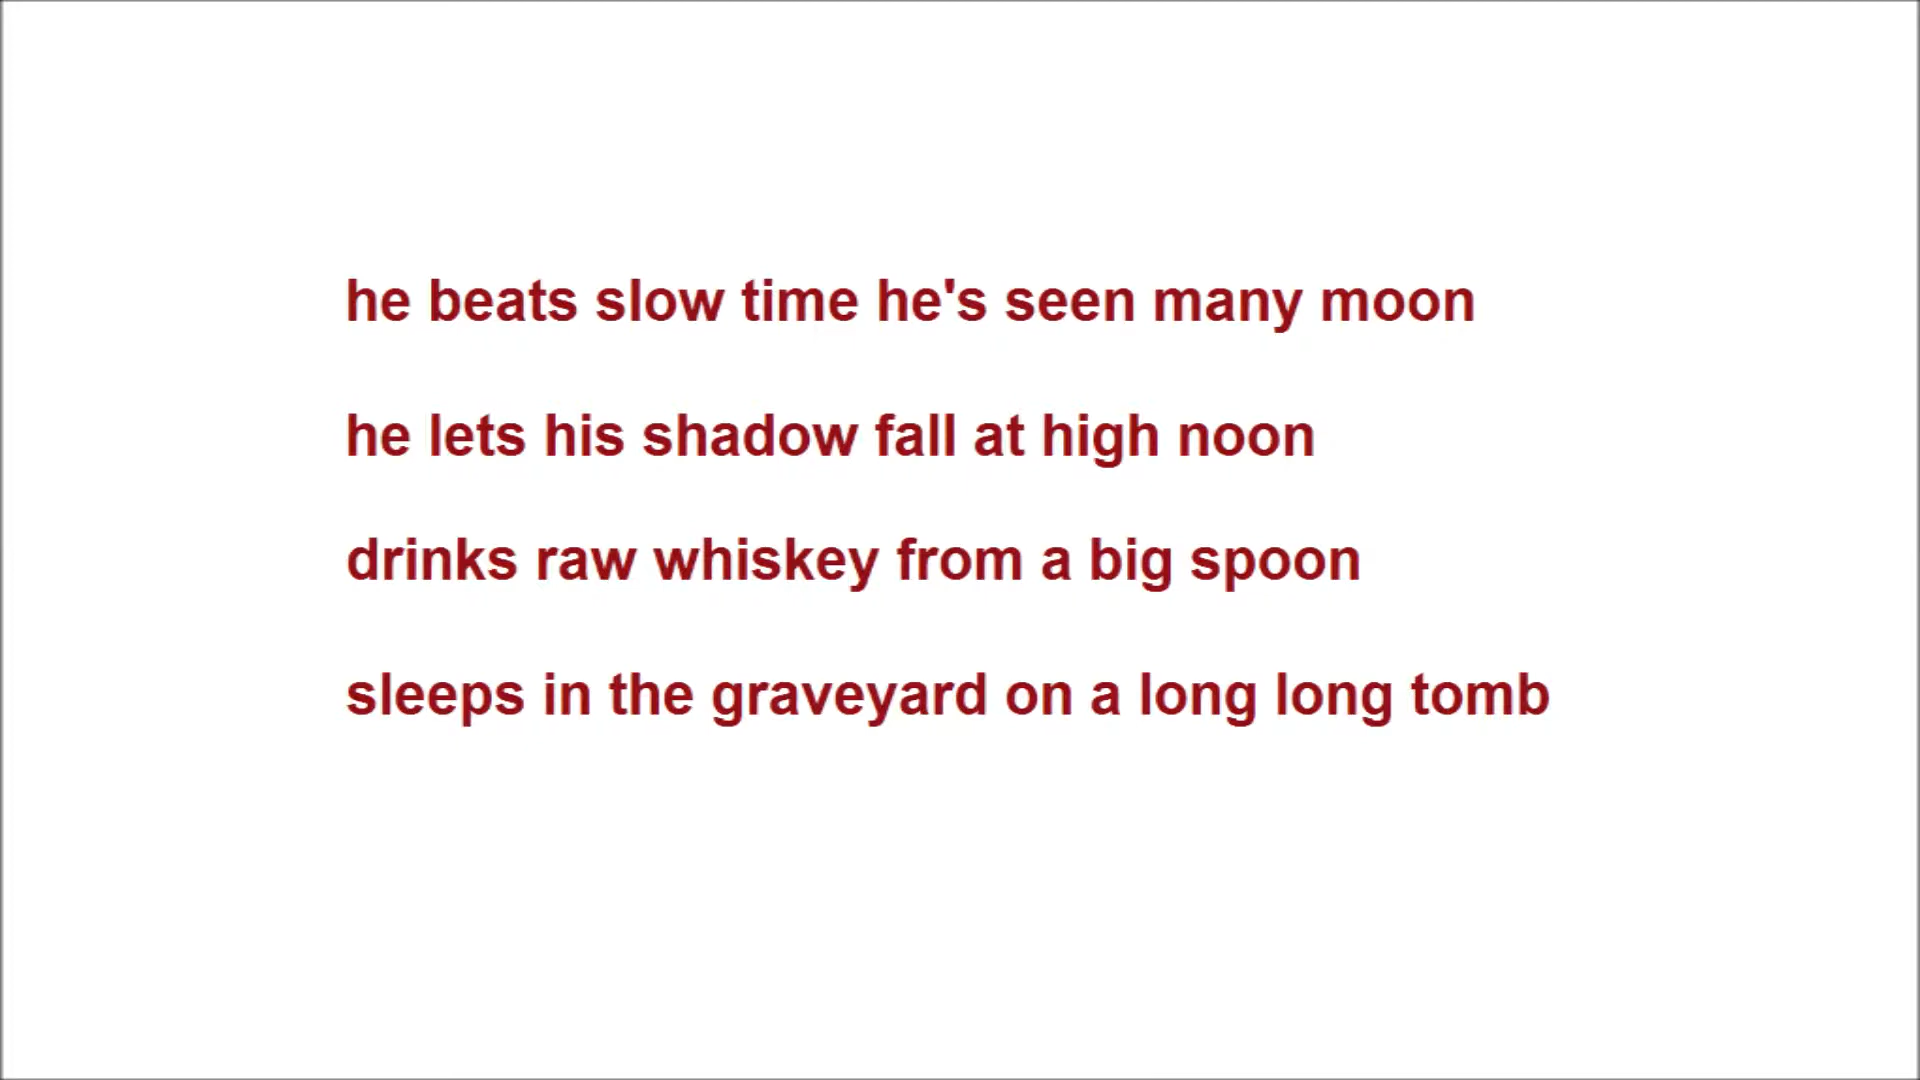 he beats slow time he's seen many moon
he lets his shadow fall at high noon
drinks raw whiskey from a big spoon
sleeps in the graveyard on a long long tomb